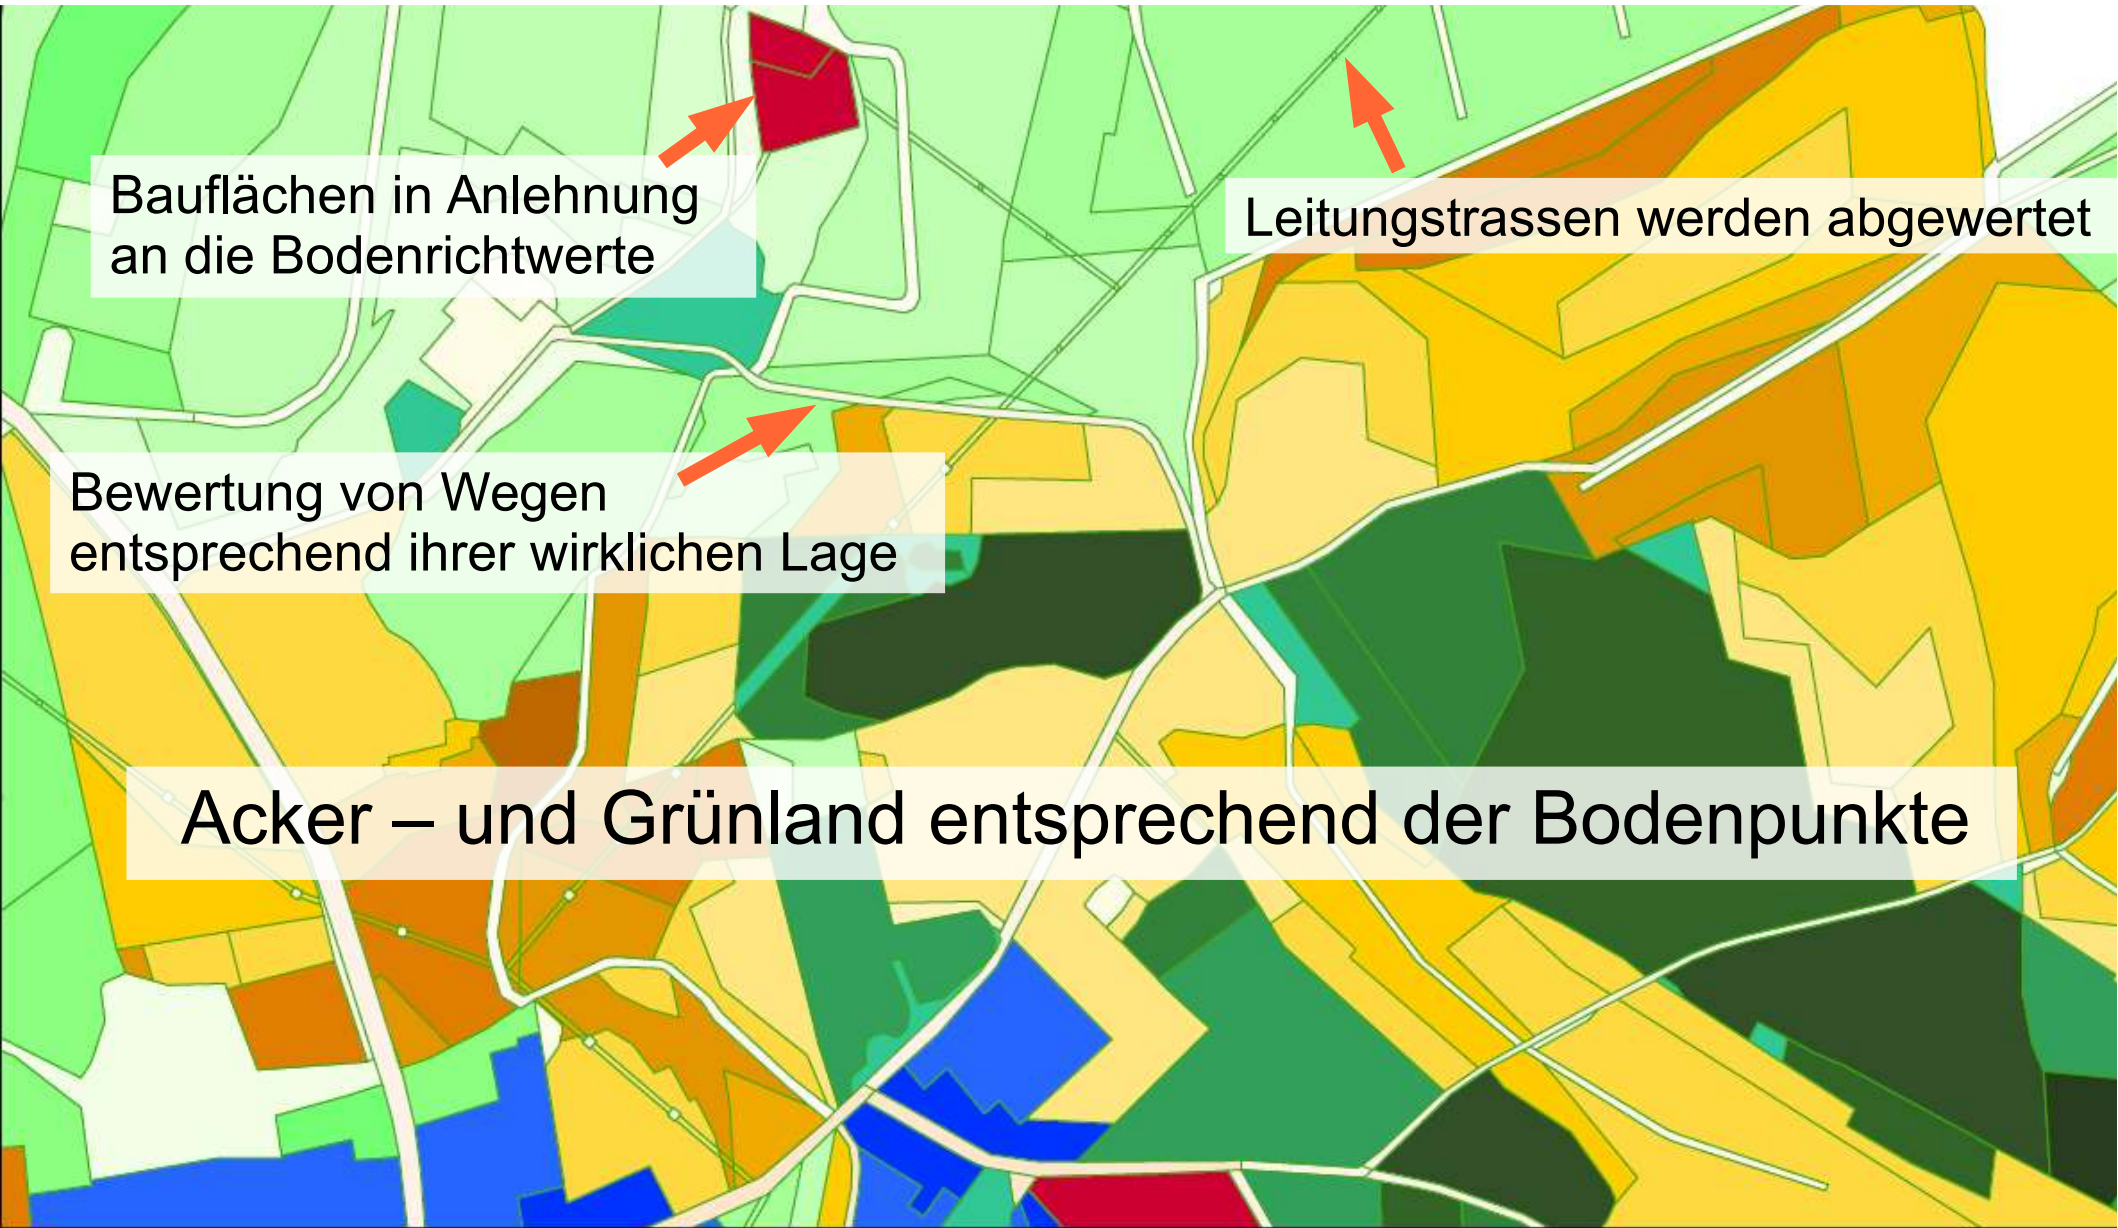 Bauflächen in Anlehnung
an die Bodenrichtwerte
Leitungstrassen werden abgewertet
Bewertung von Wegen
entsprechend ihrer wirklichen Lage
Acker – und Grünland entsprechend der Bodenpunkte